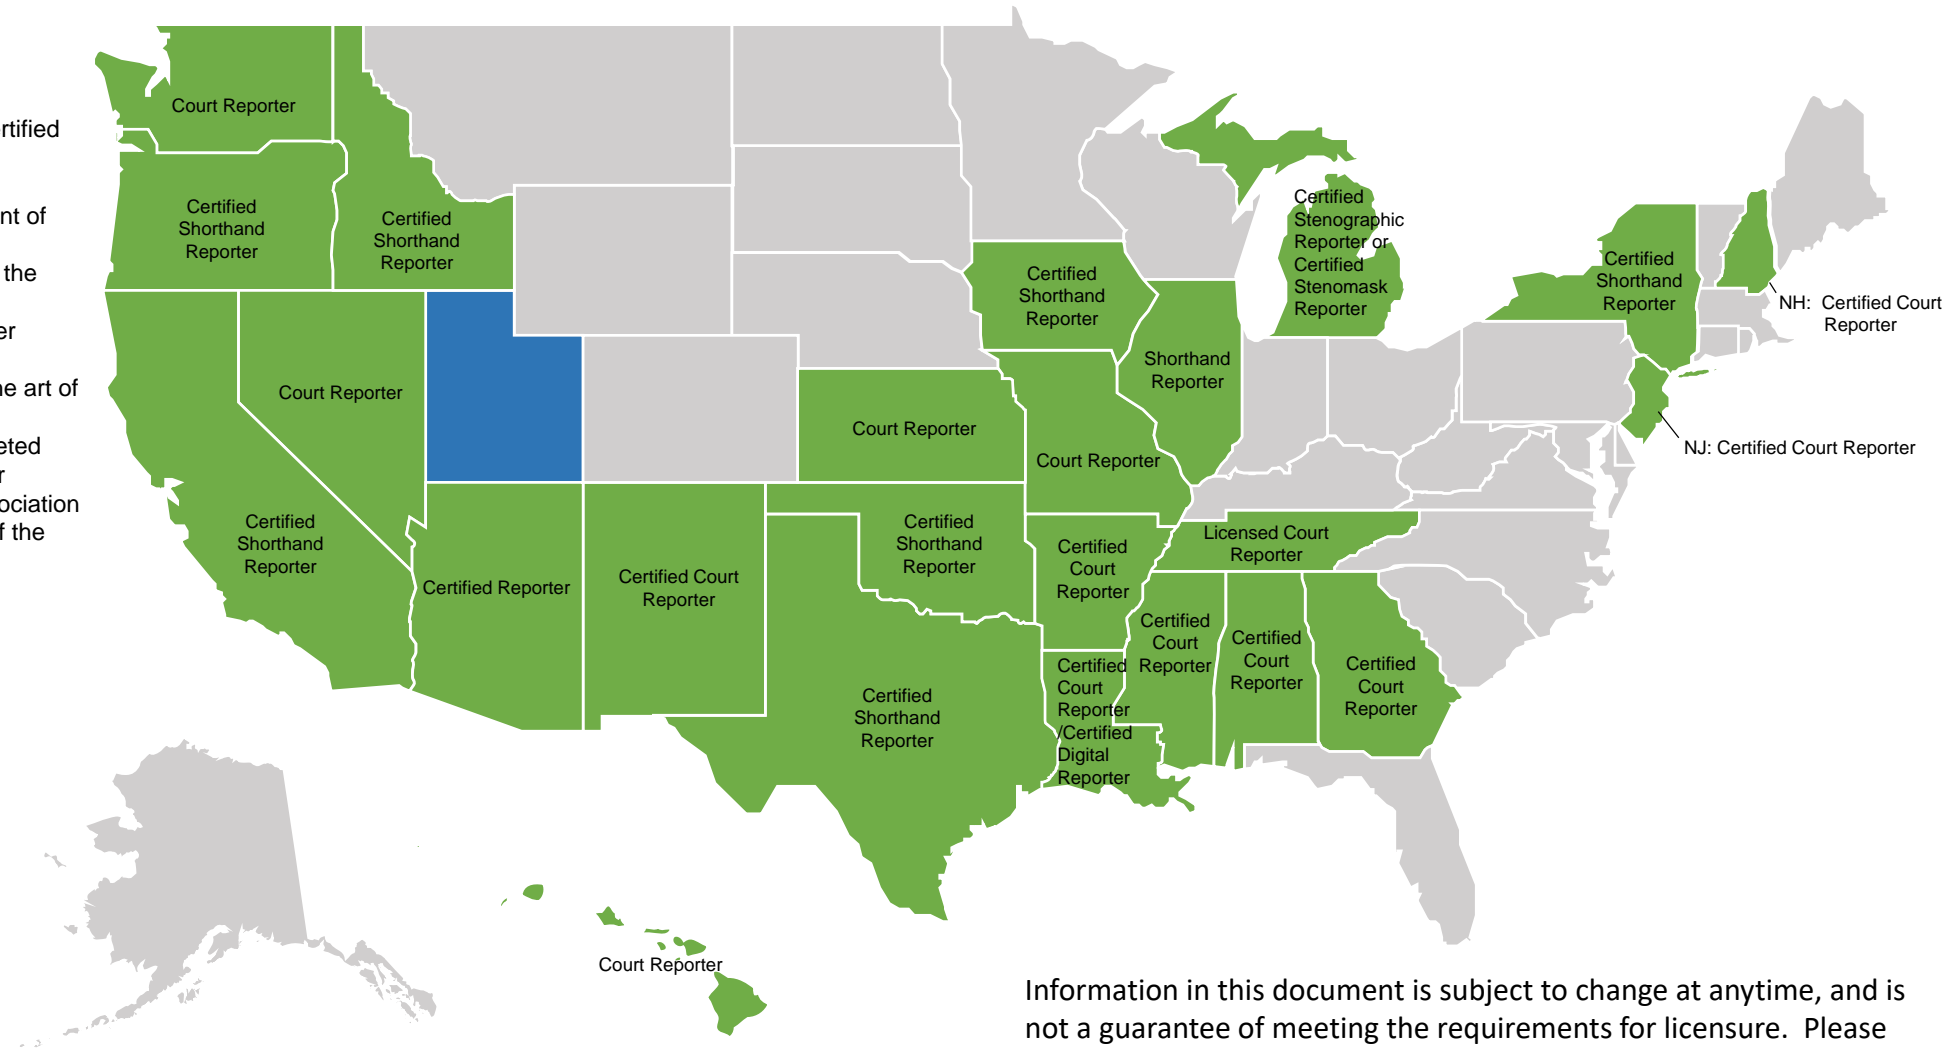 rtified
nt of
the
er
ne art of
eted
r
ociation
f the
Court Reporter
Certified
Shorthand
Reporter
Certified
Shorthand
Reporter
Court Reporter
Certified
Shorthand
Reporter
Certified Reporter
Certified Court
Reporter
Certified
Shorthand
Reporter
Certified
Shorthand
Reporter
Court Reporter
Certified
Shorthand
Reporter
Court Reporter
Shorthand
Reporter
Certified
Stenographic
Reporter or
Certified
Stenomask
Reporter
Certified
Court
Reporter
Certified
Court
Reporter
/Certified
Digital
Reporter
Certified
Court
Reporter
Certified
Court
Reporter
Certified
Court
Reporter
Licensed Court
Reporter
Certified
Shorthand
Reporter
NH: Certified Court
Reporter
NJ: Certified Court Reporter
Court Reporter
Information in this document is subject to change at anytime, and is
not a guarantee of meeting the requirements for licensure. Please